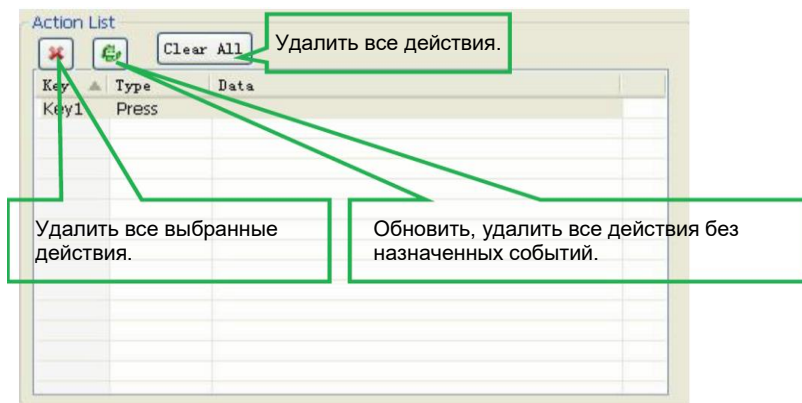 Action List
Clear All
Удалить все действия.
Key Type Data
Key1 Press
Удалить все выбранные
действия.
Обновить, удалить все действия без
назначенных событий.